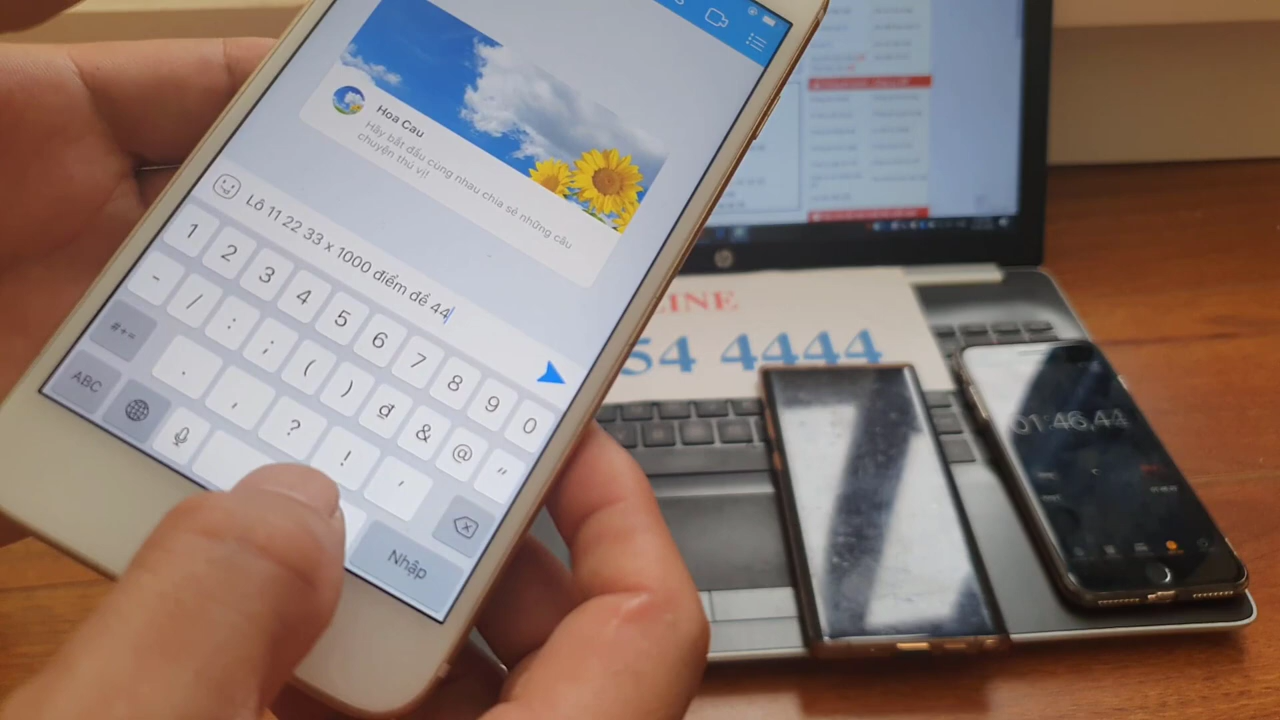 Hoa Cau
Hãy bắt đầu cùng nhau chia sẻ những câu
chuyện thú vị!
Lô 11 22 33 x 1000 điểm đề 44
1 2 3 4 5 6 7 8 9 0
- / : ; ( ) ₫ & @ "
#+= . , ? ! '
ABC Nhập
LINE
54 4444
01:46,44
hp